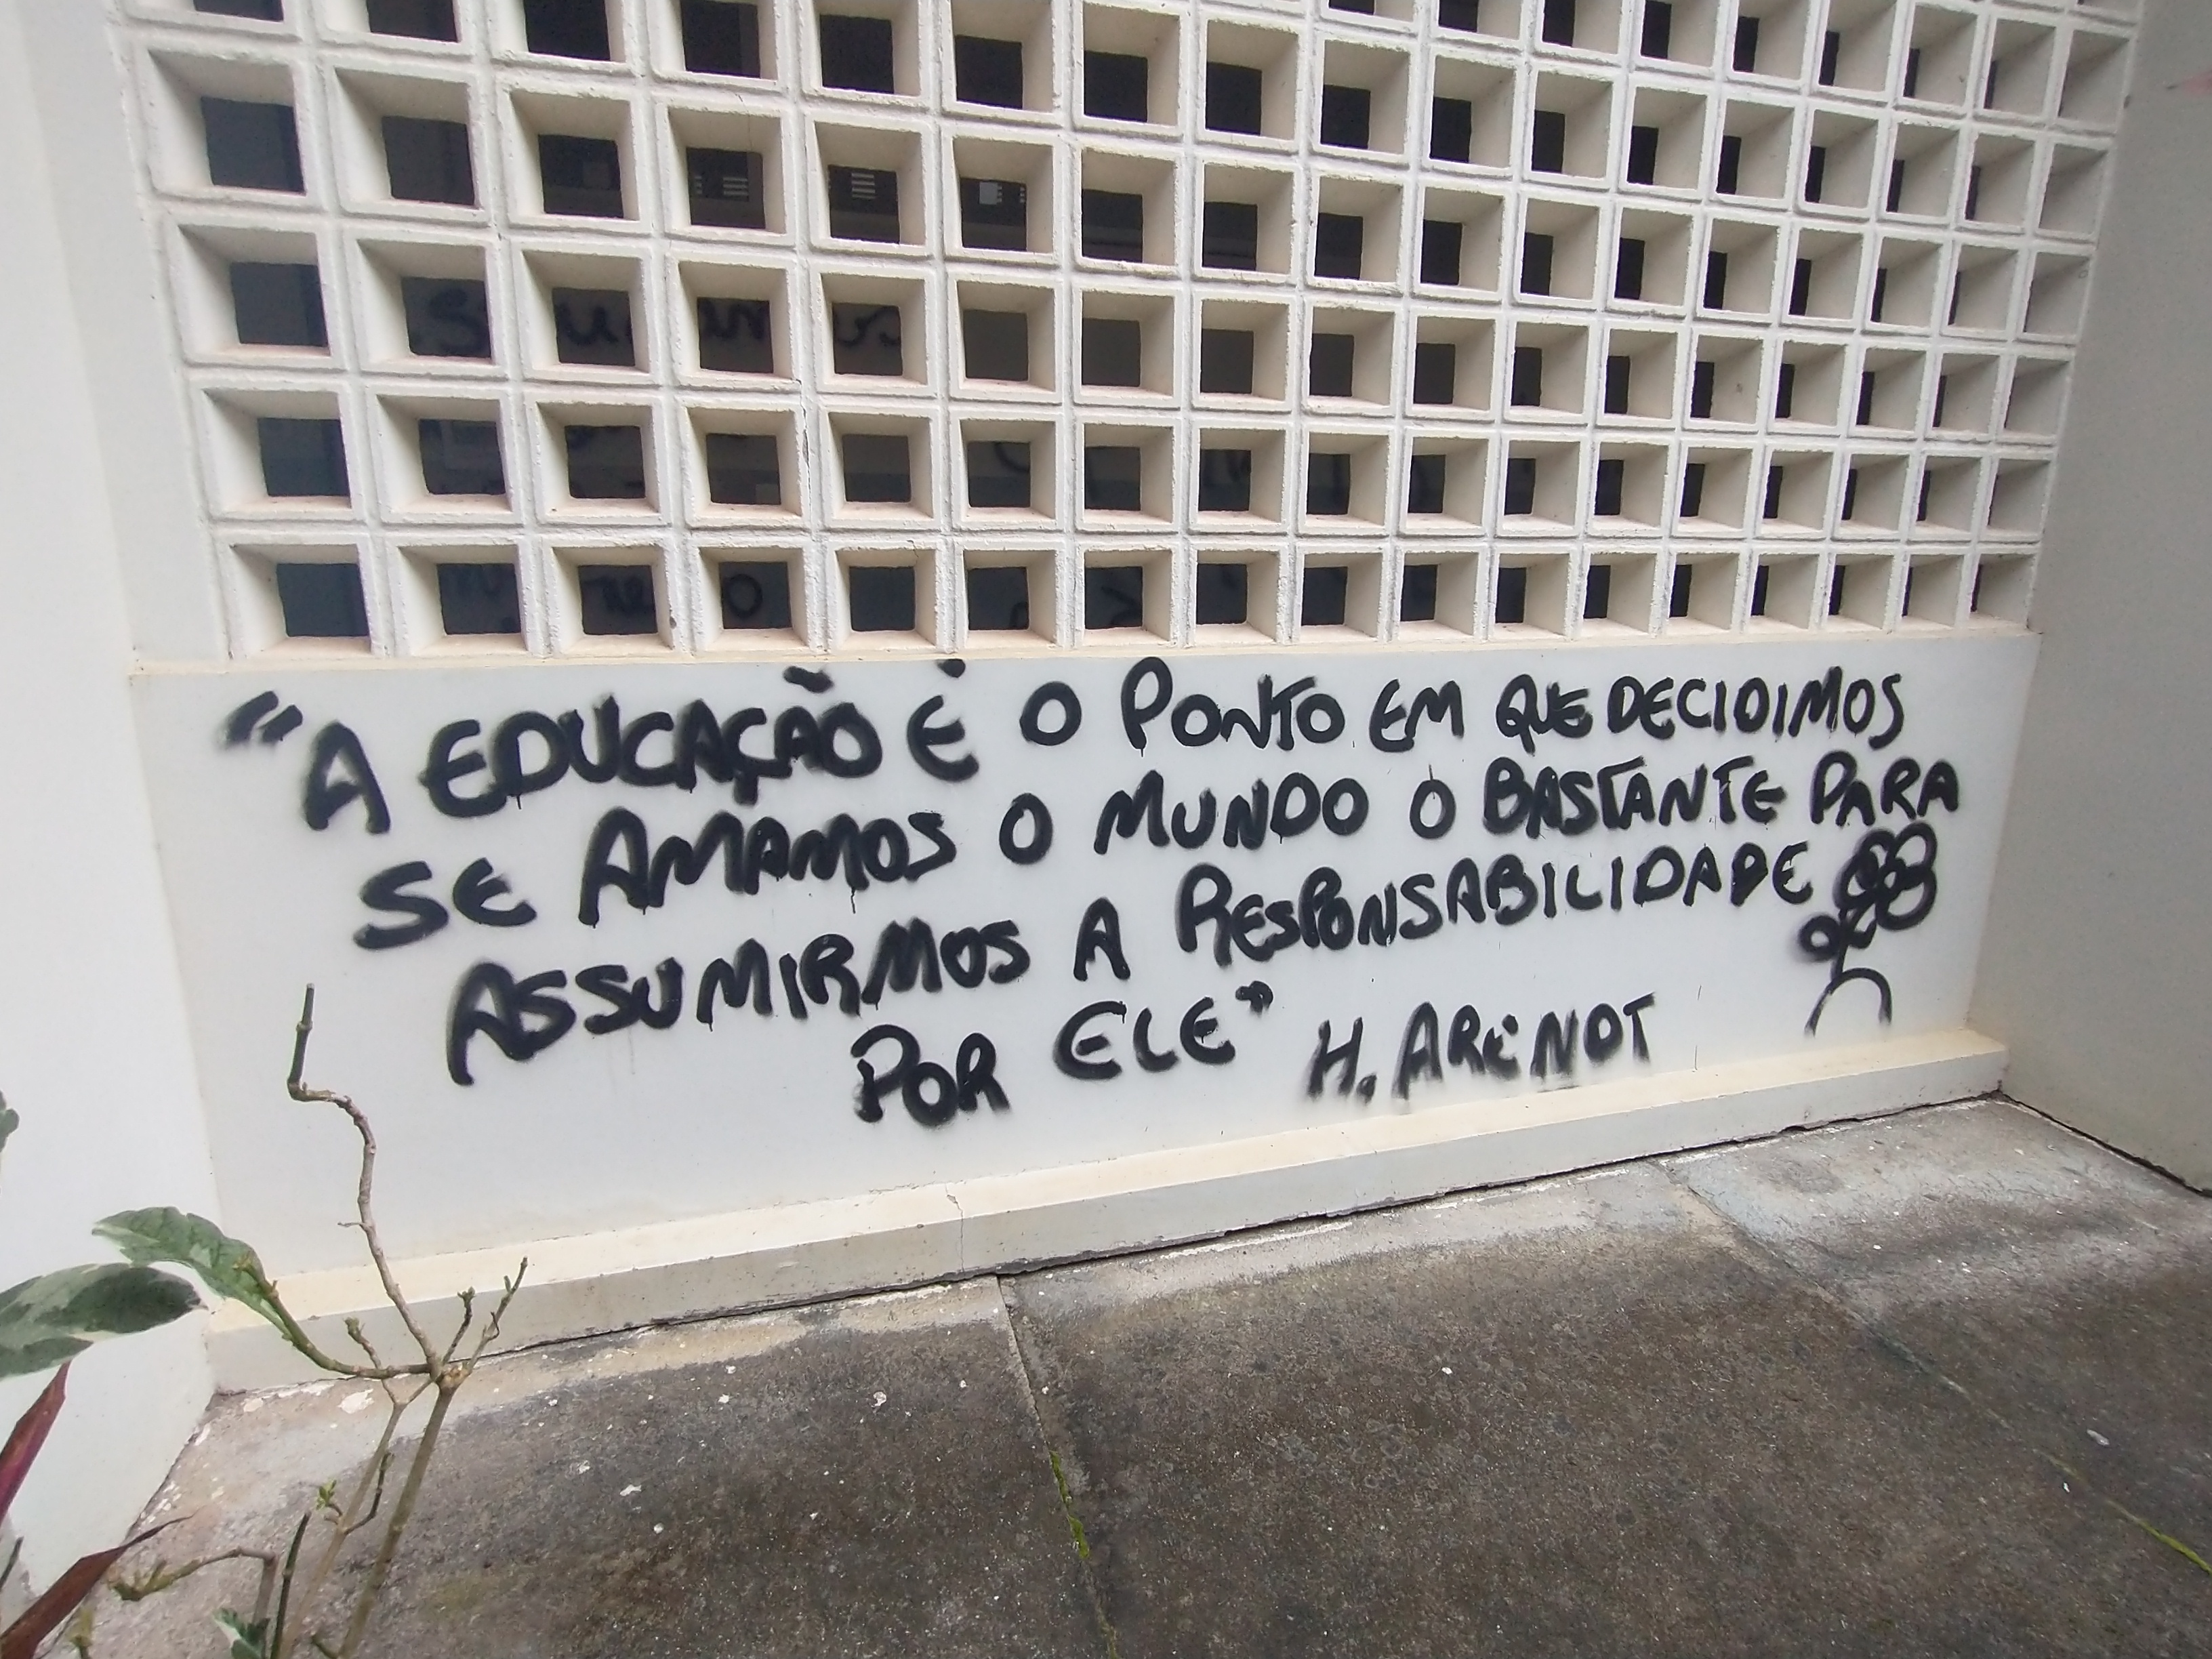 "A EDUCAÇÃO É O PONTO EM QUE DECIDIMOS
SE AMAMOS O MUNDO O BASTANTE PARA
ASSUMIRMOS A RESPONSABILIDADE
POR ELE" H. ARENDT